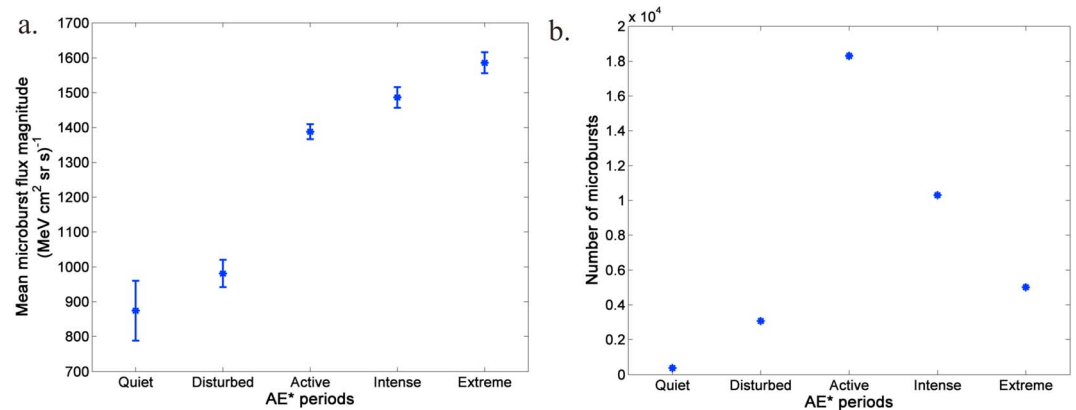 a.
1700
1600
1500
1400
1300
1200
1100
1000
900
800
700
Mean microburst flux magnitude
(MeV cm² sr s)⁻¹
Quiet Disturbed Active Intense Extreme
AE* periods
b.
2 x 10⁴
1.8
1.6
1.4
1.2
1
0.8
0.6
0.4
0.2
0
Number of microbursts
Quiet Disturbed Active Intense Extreme
AE* periods